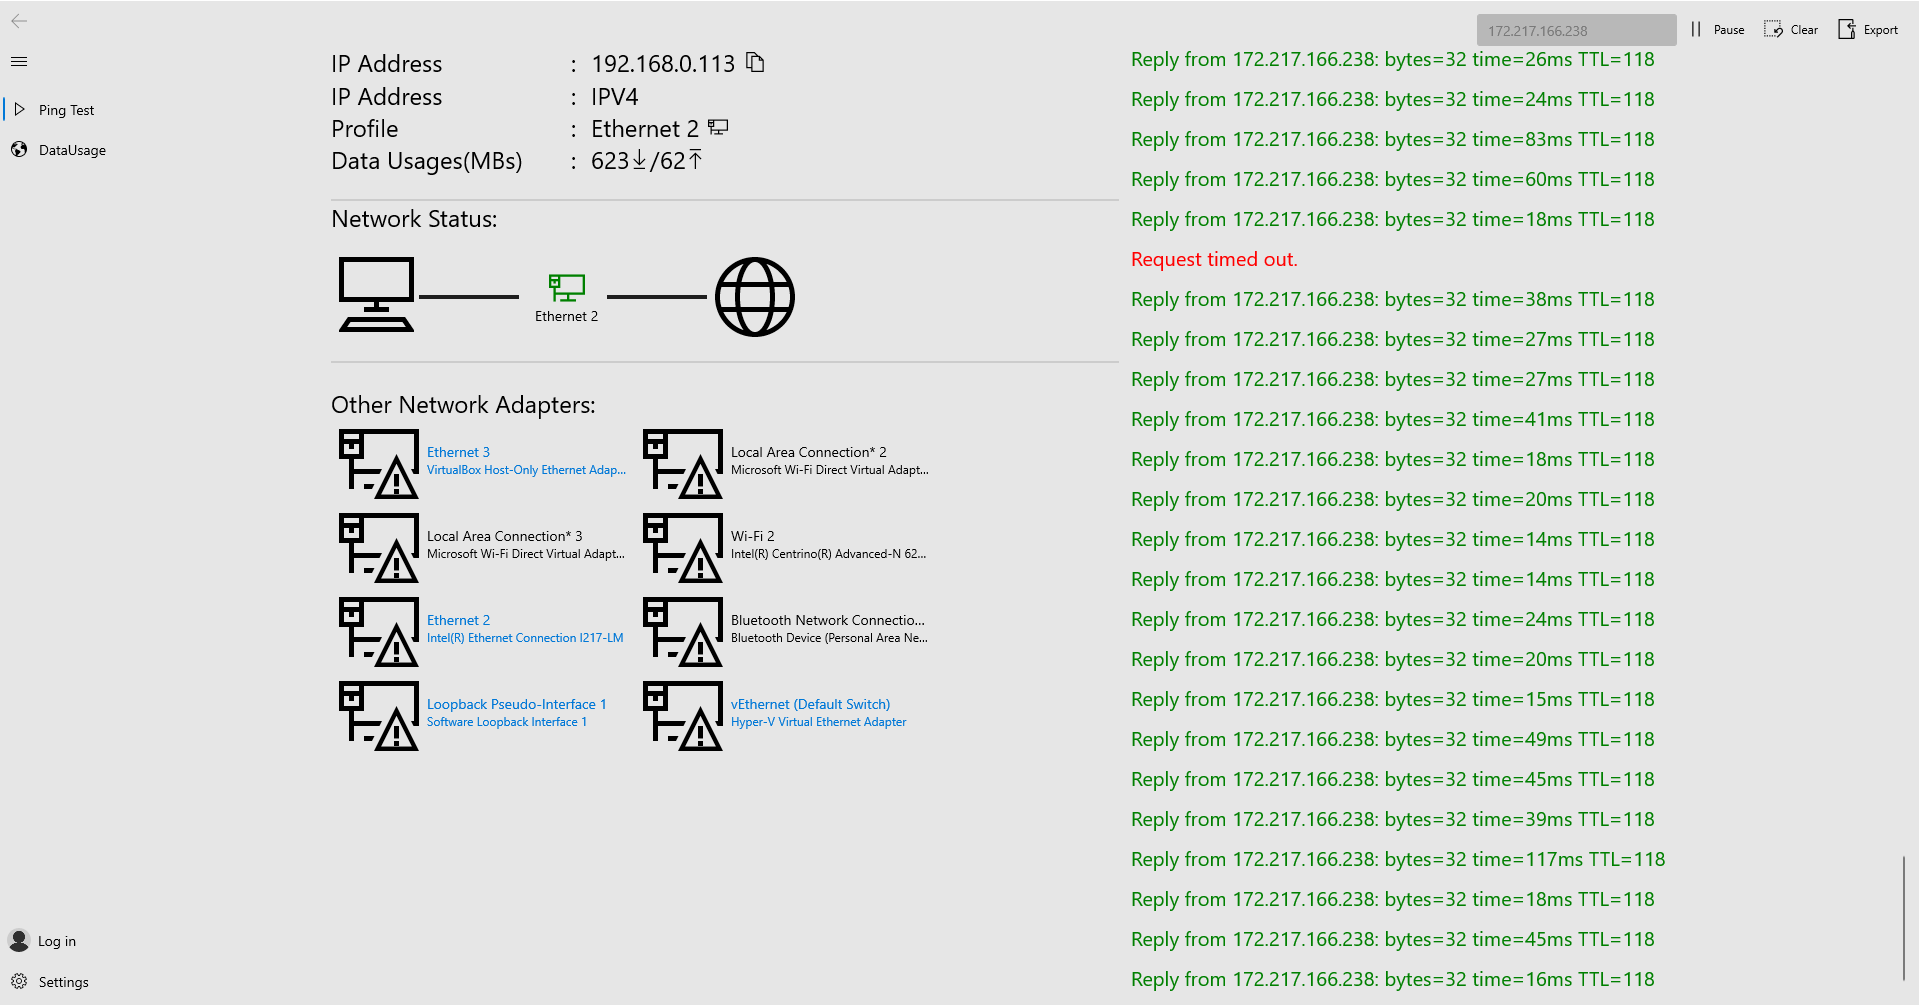 172.217.166.238
Pause
Clear
Export
Ping Test
DataUsage
IP Address : 192.168.0.113
IP Address : IPV4
Profile : Ethernet 2
Data Usages(MBs) : 623/62
Network Status:
Ethernet 2
Other Network Adapters:
Ethernet 3
VirtualBox Host-Only Ethernet Adap...
Local Area Connection* 2
Microsoft Wi-Fi Direct Virtual Adapt...
Local Area Connection* 3
Microsoft Wi-Fi Direct Virtual Adapt...
Wi-Fi 2
Intel(R) Centrino(R) Advanced-N 62...
Ethernet 2
Intel(R) Ethernet Connection I217-LM
Bluetooth Network Connectio...
Bluetooth Device (Personal Area Ne...
Loopback Pseudo-Interface 1
Software Loopback Interface 1
vEthernet (Default Switch)
Hyper-V Virtual Ethernet Adapter
Reply from 172.217.166.238: bytes=32 time=26ms TTL=118
Reply from 172.217.166.238: bytes=32 time=24ms TTL=118
Reply from 172.217.166.238: bytes=32 time=83ms TTL=118
Reply from 172.217.166.238: bytes=32 time=60ms TTL=118
Reply from 172.217.166.238: bytes=32 time=18ms TTL=118
Request timed out.
Reply from 172.217.166.238: bytes=32 time=38ms TTL=118
Reply from 172.217.166.238: bytes=32 time=27ms TTL=118
Reply from 172.217.166.238: bytes=32 time=27ms TTL=118
Reply from 172.217.166.238: bytes=32 time=41ms TTL=118
Reply from 172.217.166.238: bytes=32 time=18ms TTL=118
Reply from 172.217.166.238: bytes=32 time=20ms TTL=118
Reply from 172.217.166.238: bytes=32 time=14ms TTL=118
Reply from 172.217.166.238: bytes=32 time=14ms TTL=118
Reply from 172.217.166.238: bytes=32 time=24ms TTL=118
Reply from 172.217.166.238: bytes=32 time=20ms TTL=118
Reply from 172.217.166.238: bytes=32 time=15ms TTL=118
Reply from 172.217.166.238: bytes=32 time=49ms TTL=118
Reply from 172.217.166.238: bytes=32 time=45ms TTL=118
Reply from 172.217.166.238: bytes=32 time=39ms TTL=118
Reply from 172.217.166.238: bytes=32 time=117ms TTL=118
Reply from 172.217.166.238: bytes=32 time=18ms TTL=118
Reply from 172.217.166.238: bytes=32 time=45ms TTL=118
Reply from 172.217.166.238: bytes=32 time=16ms TTL=118
Log in
Settings